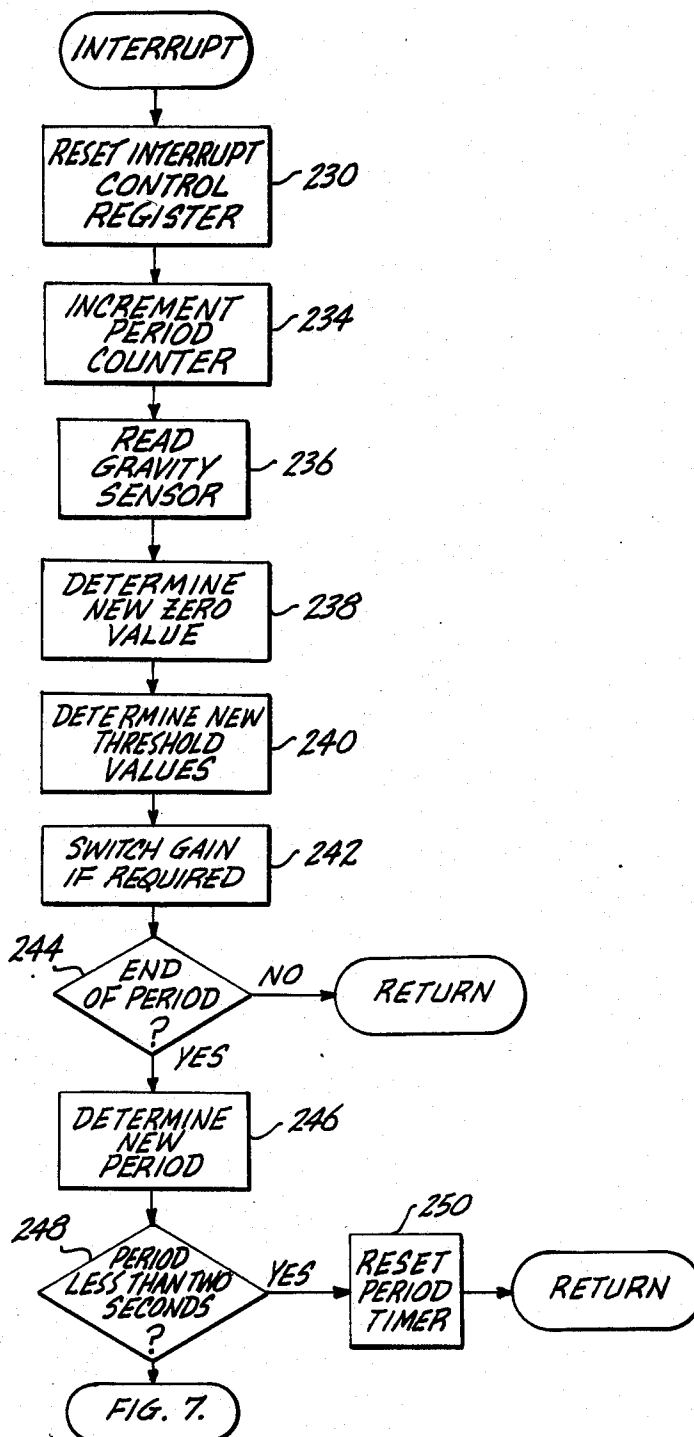 INTERRUPT
RESET INTERRUPT
CONTROL
REGISTER
230
INCREMENT
PERIOD
COUNTER
234
READ
GRAVITY
SENSOR
236
DETERMINE
NEW ZERO
VALUE
238
DETERMINE NEW
THRESHOLD
VALUES
240
SWITCH GAIN
IF REQUIRED
242
244
END
OF PERIOD
?
NO
RETURN
YES
DETERMINE
NEW
PERIOD
246
248
PERIOD
LESS THAN TWO
SECONDS
?
YES
250
RESET
PERIOD
TIMER
RETURN
FIG. 7.